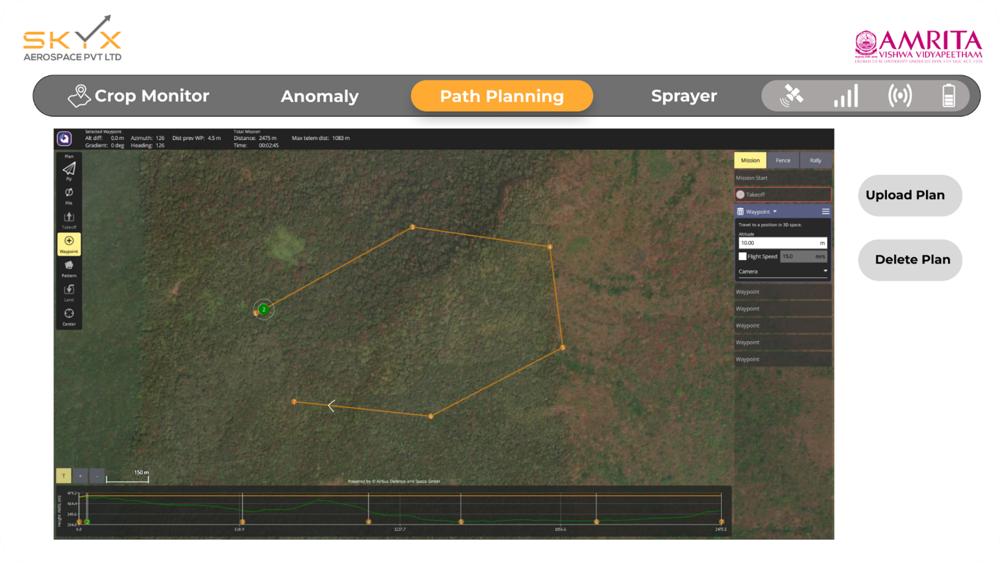 SKYX
AEROSPACE PVT LTD
AMRITA
VISHWA VIDYAPEETHAM
DEEMED TO BE UNIVERSITY UNDER SECTION 3 OF UGC ACT, 1956
Crop Monitor
Anomaly
Path Planning
Sprayer
Selected Waypoint
Alt diff: 0.0 m Azimuth: 126 Dist prev WP: 4.5 m
Gradient: 0 deg Heading: 126
Total Mission
Distance: 2475 m Max telem dist: 1083 m
Time: 00:02:45
Plan
Fly
File
Takeoff
Waypoint
Pattern
Land
Center
3
4
L 2
5
7
6
Mission Fence Rally
Mission Start
Takeoff
Waypoint
Travel to a position in 3D space.
Altitude
10.00 m
Flight Speed 15.0 m/s
Camera
Waypoint
Waypoint
Waypoint
Waypoint
Waypoint
Upload Plan
Delete Plan
T + -
150 m
Powered by © Airbus Defence and Space GmbH
Height AMSL (m)
479.2
414.4
349.6
284.8
2 3 4 5 6 7
0.0 618.9 1237.7 1856.6 2475.5